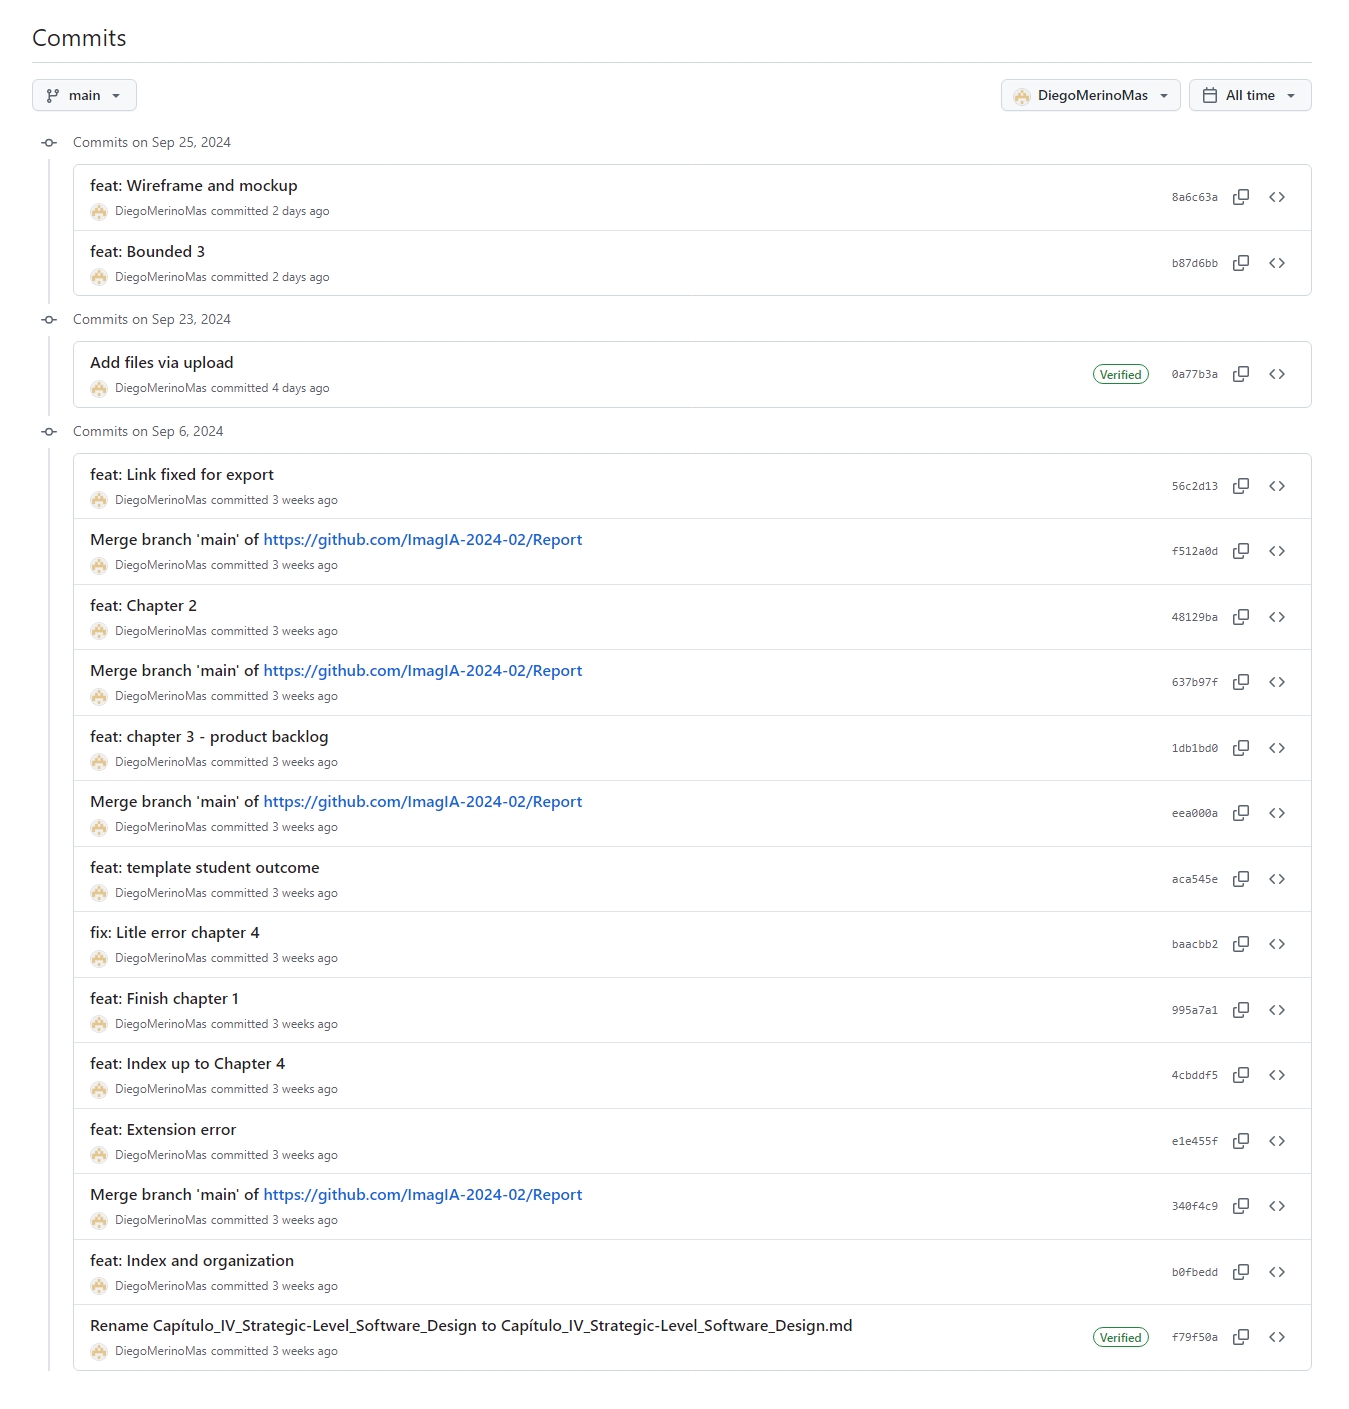 Commits
main
DiegoMerinoMas
All time
Commits on Sep 25, 2024
feat: Wireframe and mockup
8a6c63a
DiegoMerinoMas committed 2 days ago
feat: Bounded 3
b87d6bb
DiegoMerinoMas committed 2 days ago
Commits on Sep 23, 2024
Add files via upload
Verified 0a77b3a
DiegoMerinoMas committed 4 days ago
Commits on Sep 6, 2024
feat: Link fixed for export
56c2d13
DiegoMerinoMas committed 3 weeks ago
Merge branch 'main' of https://github.com/ImagIA-2024-02/Report
f512a0d
DiegoMerinoMas committed 3 weeks ago
feat: Chapter 2
48129ba
DiegoMerinoMas committed 3 weeks ago
Merge branch 'main' of https://github.com/ImagIA-2024-02/Report
637b97f
DiegoMerinoMas committed 3 weeks ago
feat: chapter 3 - product backlog
1db1bd0
DiegoMerinoMas committed 3 weeks ago
Merge branch 'main' of https://github.com/ImagIA-2024-02/Report
eea000a
DiegoMerinoMas committed 3 weeks ago
feat: template student outcome
aca545e
DiegoMerinoMas committed 3 weeks ago
fix: Litle error chapter 4
baacbb2
DiegoMerinoMas committed 3 weeks ago
feat: Finish chapter 1
995a7a1
DiegoMerinoMas committed 3 weeks ago
feat: Index up to Chapter 4
4cbddf5
DiegoMerinoMas committed 3 weeks ago
feat: Extension error
e1e455f
DiegoMerinoMas committed 3 weeks ago
Merge branch 'main' of https://github.com/ImagIA-2024-02/Report
340f4c9
DiegoMerinoMas committed 3 weeks ago
feat: Index and organization
b0fbedd
DiegoMerinoMas committed 3 weeks ago
Rename Capítulo_IV_Strategic-Level_Software_Design to Capítulo_IV_Strategic-Level_Software_Design.md
Verified f79f50a
DiegoMerinoMas committed 3 weeks ago